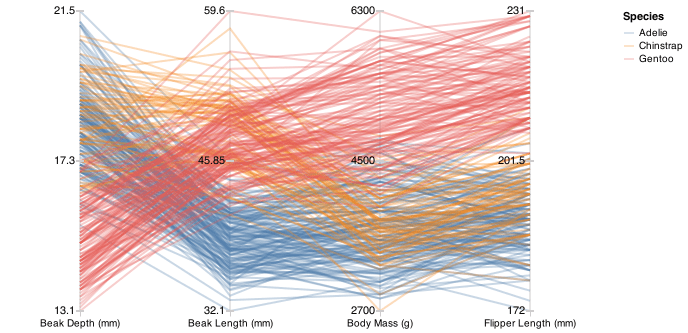 21.5 59.6 6300 231
17.3 45.85 4500 201.5
13.1 32.1 2700 172
Beak Depth (mm) Beak Length (mm) Body Mass (g) Flipper Length (mm)
Species
Adelie
Chinstrap
Gentoo